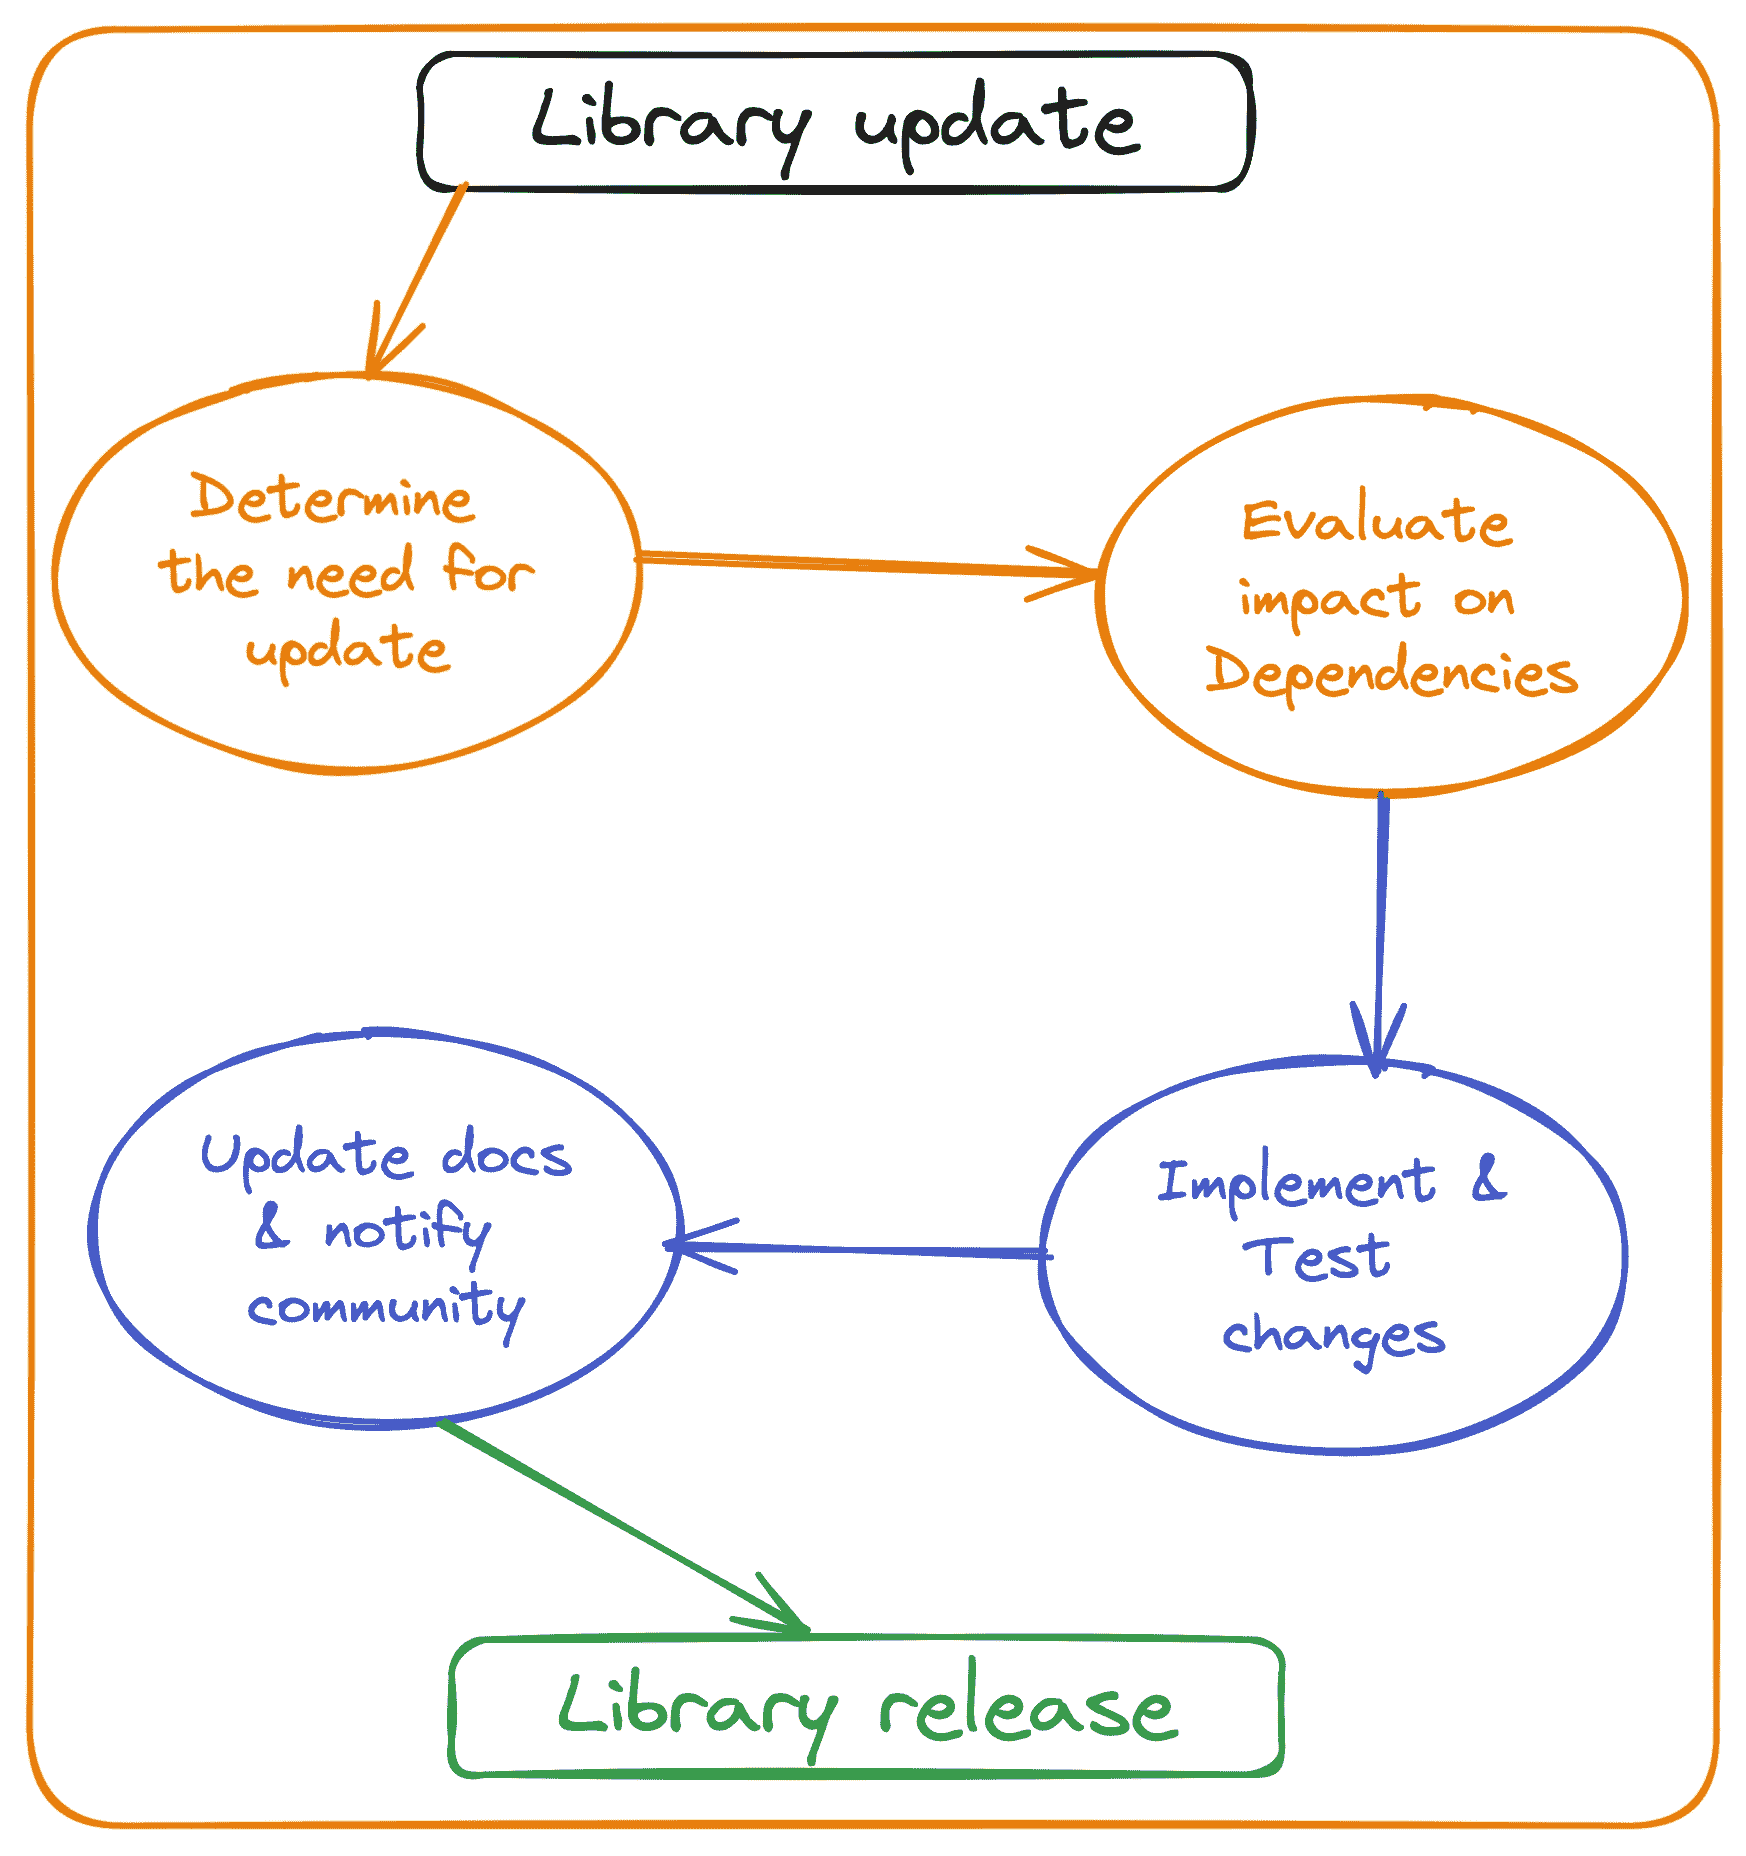 Library update
Determine
the need for
update
Evaluate
impact on
Dependencies
Implement &
Test
changes
Update docs
& notify
community
Library release